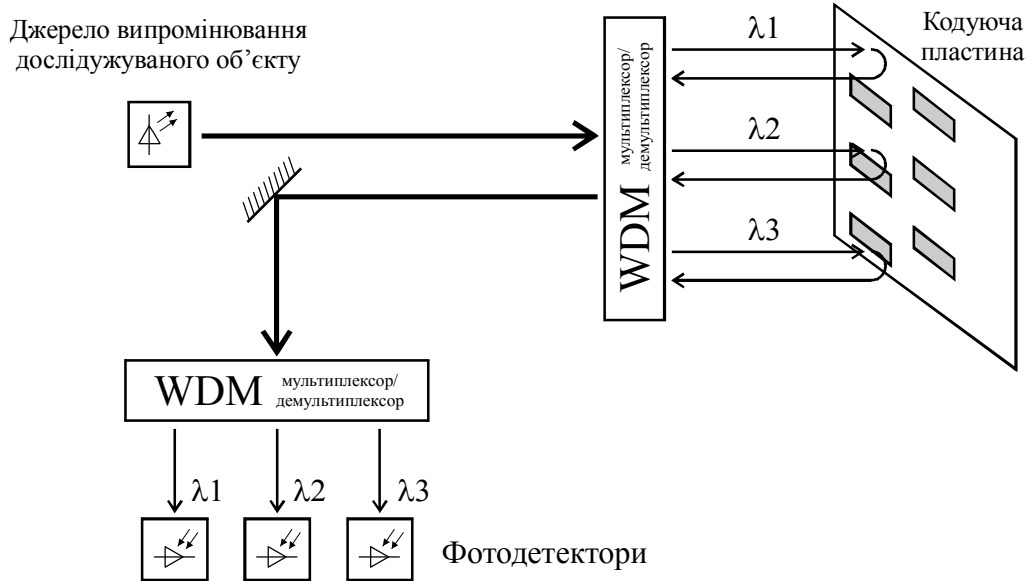 Джерело випромінювання
дослідужуваного об’єкту
Кодуюча
пластина
WDM
мультиплексор/
демультиплексор
λ1
λ2
λ3
WDM
мультиплексор/
демультиплексор
λ1
λ2
λ3
Фотодетектори